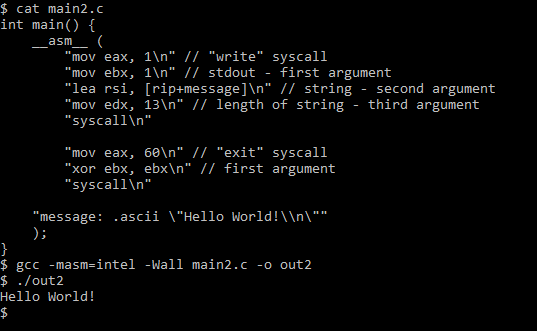 $ cat main2.c
int main() {
    __asm__ (
        "mov eax, 1\n" // "write" syscall
        "mov ebx, 1\n" // stdout - first argument
        "lea rsi, [rip+message]\n" // string - second argument
        "mov edx, 13\n" // length of string - third argument
        "syscall\n"

        "mov eax, 60\n" // "exit" syscall
        "xor ebx, ebx\n" // first argument
        "syscall\n"

    "message: .ascii \"Hello World!\\n\""
    );
}
$ gcc -masm=intel -Wall main2.c -o out2
$ ./out2
Hello World!
$